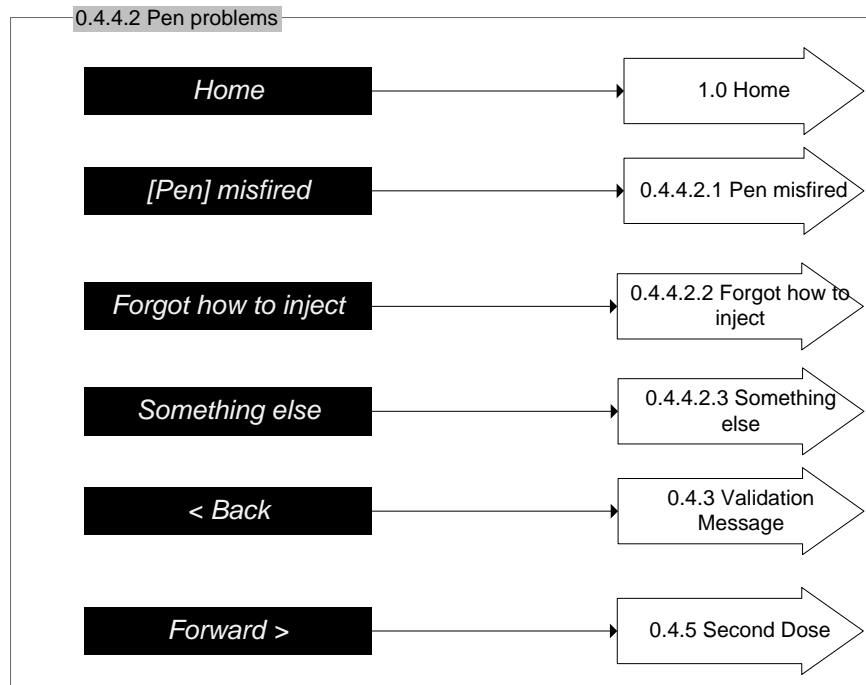 0.4.4.2 Pen problems
Home
1.0 Home
[Pen] misfired
0.4.4.2.1 Pen misfired
Forgot how to inject
0.4.4.2.2 Forgot how to
inject
Something else
0.4.4.2.3 Something
else
< Back
0.4.3 Validation
Message
Forward >
0.4.5 Second Dose